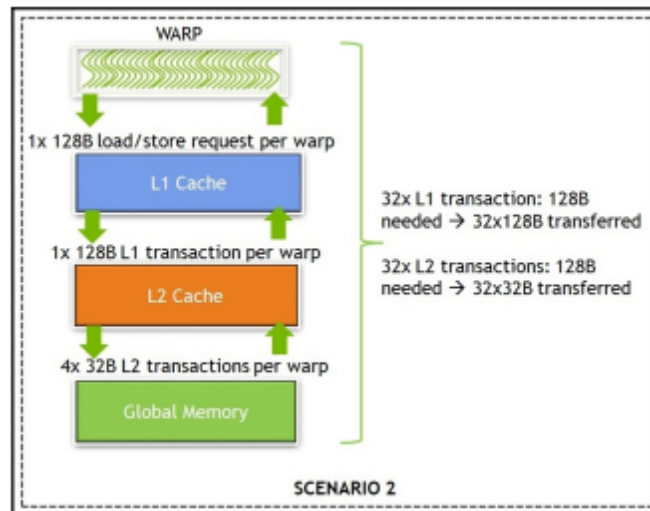 WARP
1x 128B load/store request per warp
L1 Cache
1x 128B L1 transaction per warp
L2 Cache
4x 32B L2 transactions per warp
Global Memory
32x L1 transaction: 128B
needed → 32x128B transferred
32x L2 transactions: 128B
needed → 32x32B transferred
SCENARIO 2